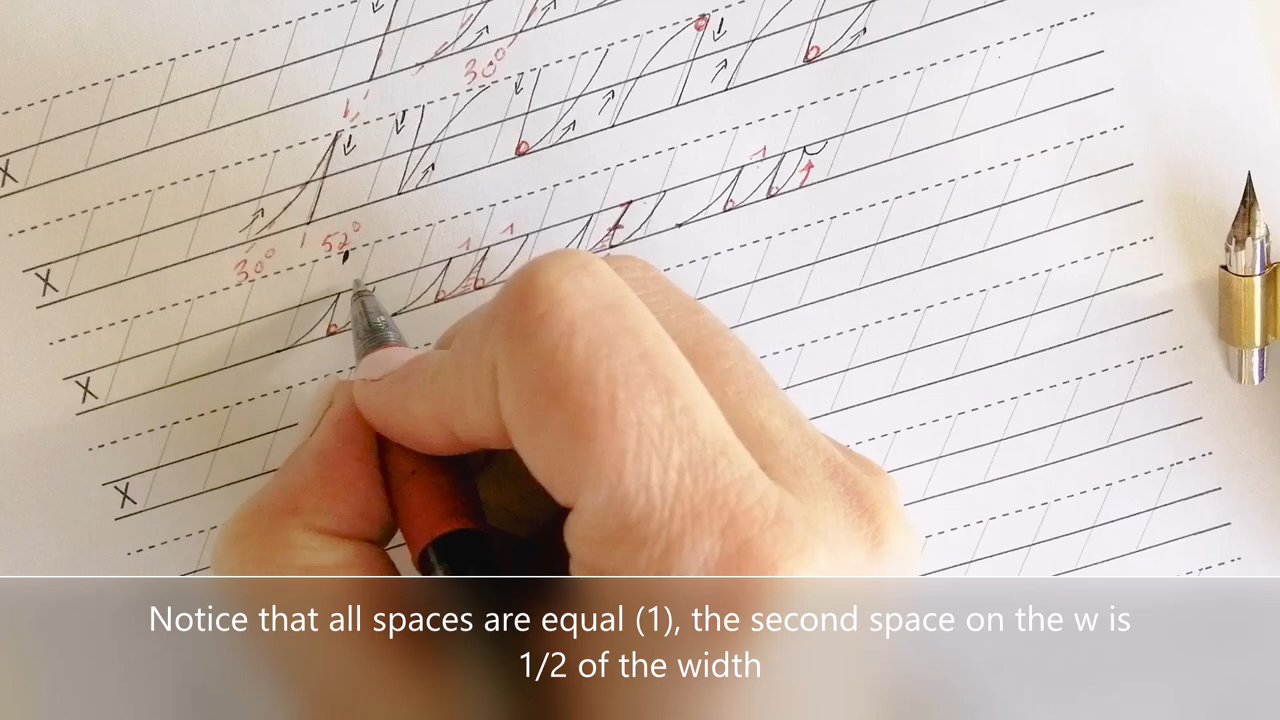 30°
X
1
30° 52°
X
1 1 1
X
X
Notice that all spaces are equal (1), the second space on the w is
1/2 of the width